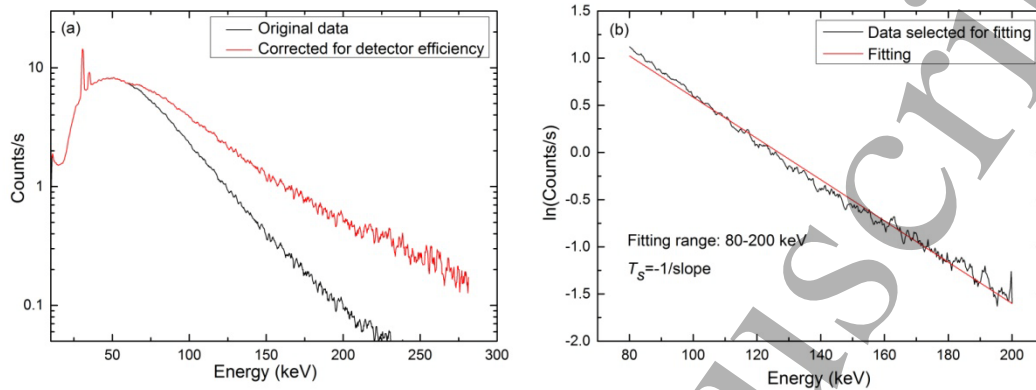 (a)
Original data
Corrected for detector efficiency
10
1
0.1
Counts/s
50
100
150
200
250
300
Energy (keV)
(b)
Data selected for fitting
Fitting
1.5
1.0
0.5
0.0
-0.5
-1.0
-1.5
-2.0
ln(Counts/s)
Fitting range: 80-200 keV
T_S=-1/slope
80
100
120
140
160
180
200
Energy (keV)